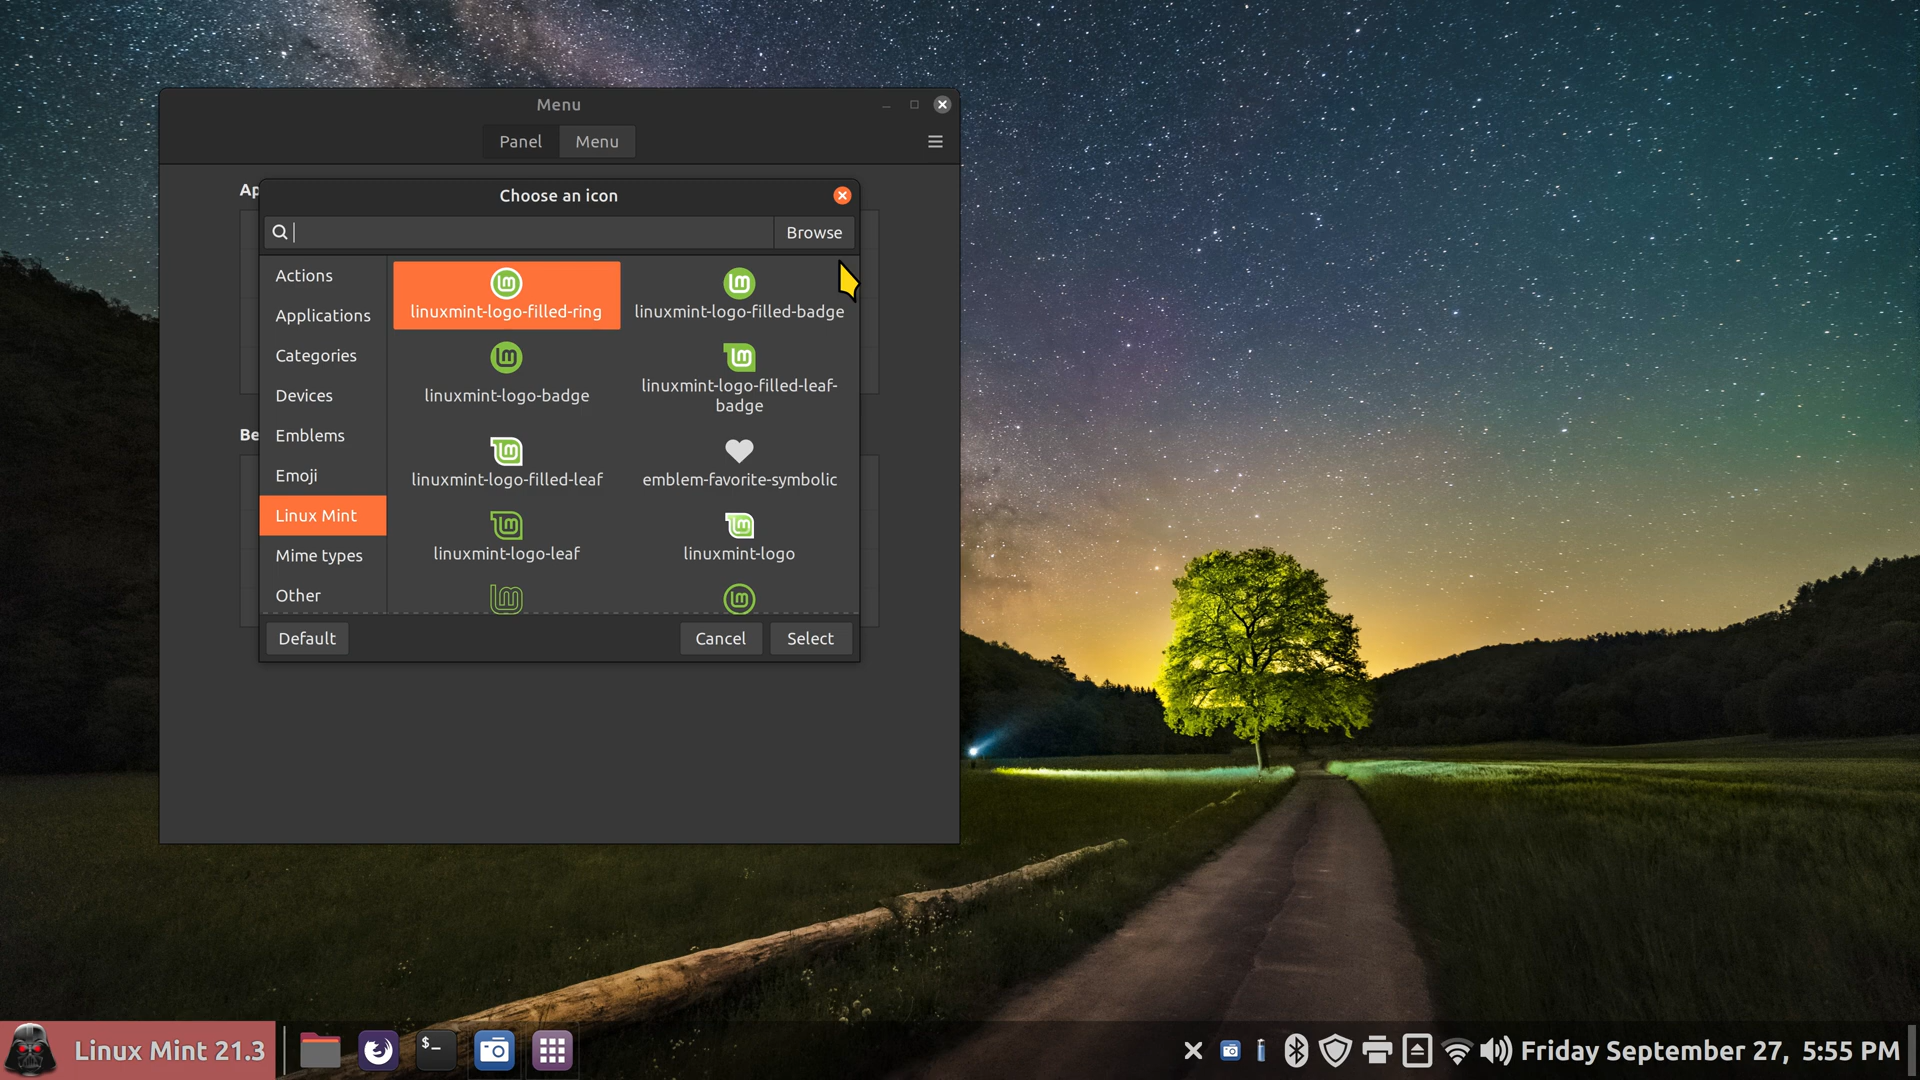 Menu
Panel Menu
Ap
Choose an icon
Browse
Actions
Applications
Categories
Devices
Emblems
Emoji
Linux Mint
Mime types
Other
linuxmint-logo-filled-ring
linuxmint-logo-filled-badge
linuxmint-logo-badge
linuxmint-logo-filled-leaf-
badge
linuxmint-logo-filled-leaf
emblem-favorite-symbolic
linuxmint-logo-leaf
linuxmint-logo
Be
Default Cancel Select
Linux Mint 21.3
$_
Friday September 27, 5:55 PM